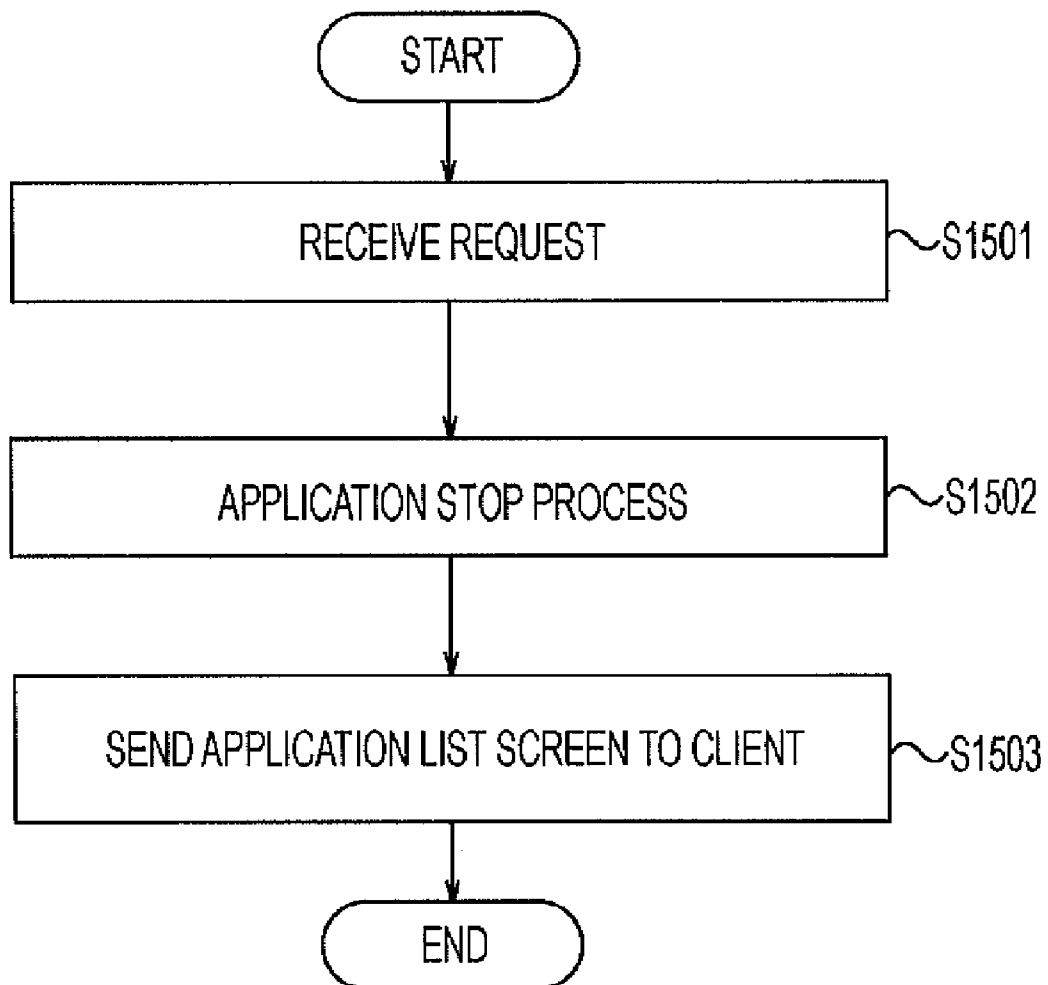 START
RECEIVE REQUEST
S1501
APPLICATION STOP PROCESS
S1502
SEND APPLICATION LIST SCREEN TO CLIENT
S1503
END